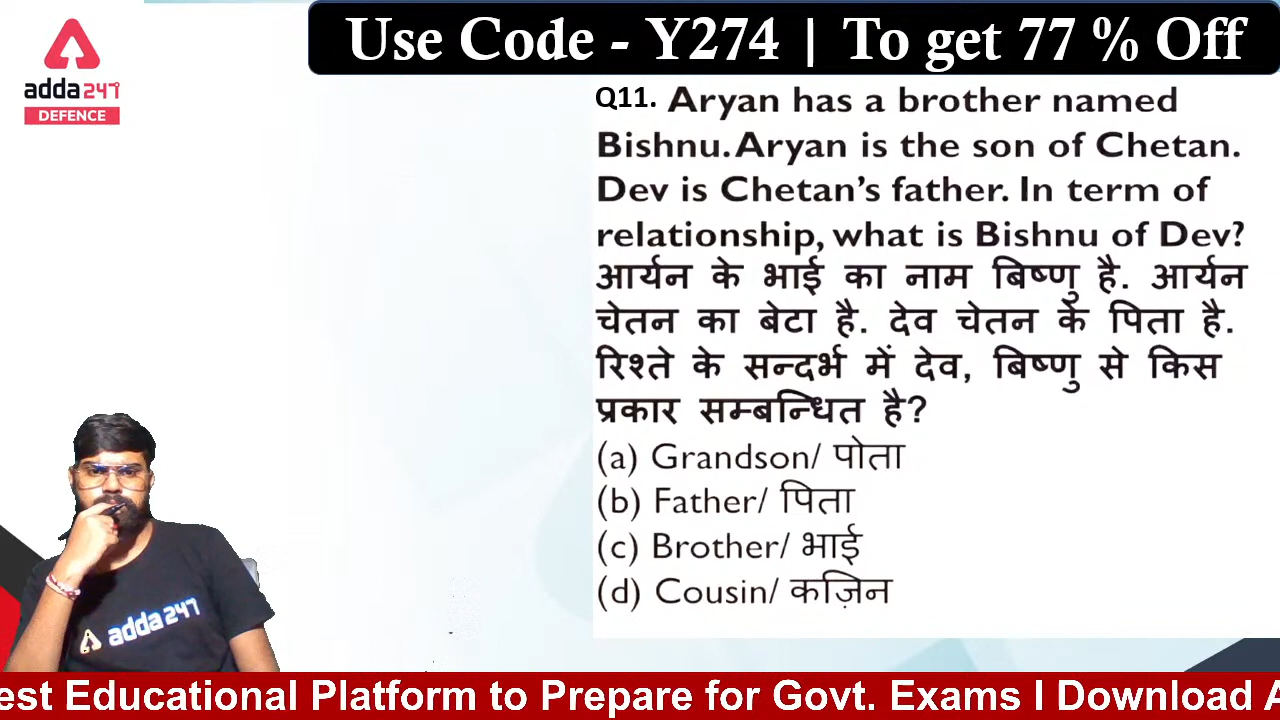 Use Code - Y274 | To get 77 % Off
adda247
DEFENCE
Q11. Aryan has a brother named
Bishnu. Aryan is the son of Chetan.
Dev is Chetan's father. In term of
relationship, what is Bishnu of Dev?
आर्यन के भाई का नाम बिष्णु है. आर्यन
चेतन का बेटा है. देव चेतन के पिता है.
रिश्ते के सन्दर्भ में देव, बिष्णु से किस
प्रकार सम्बन्धित है?
(a) Grandson/ पोता
(b) Father/ पिता
(c) Brother/ भाई
(d) Cousin/ कज़िन
adda247
est Educational Platform to Prepare for Govt. Exams I Download A